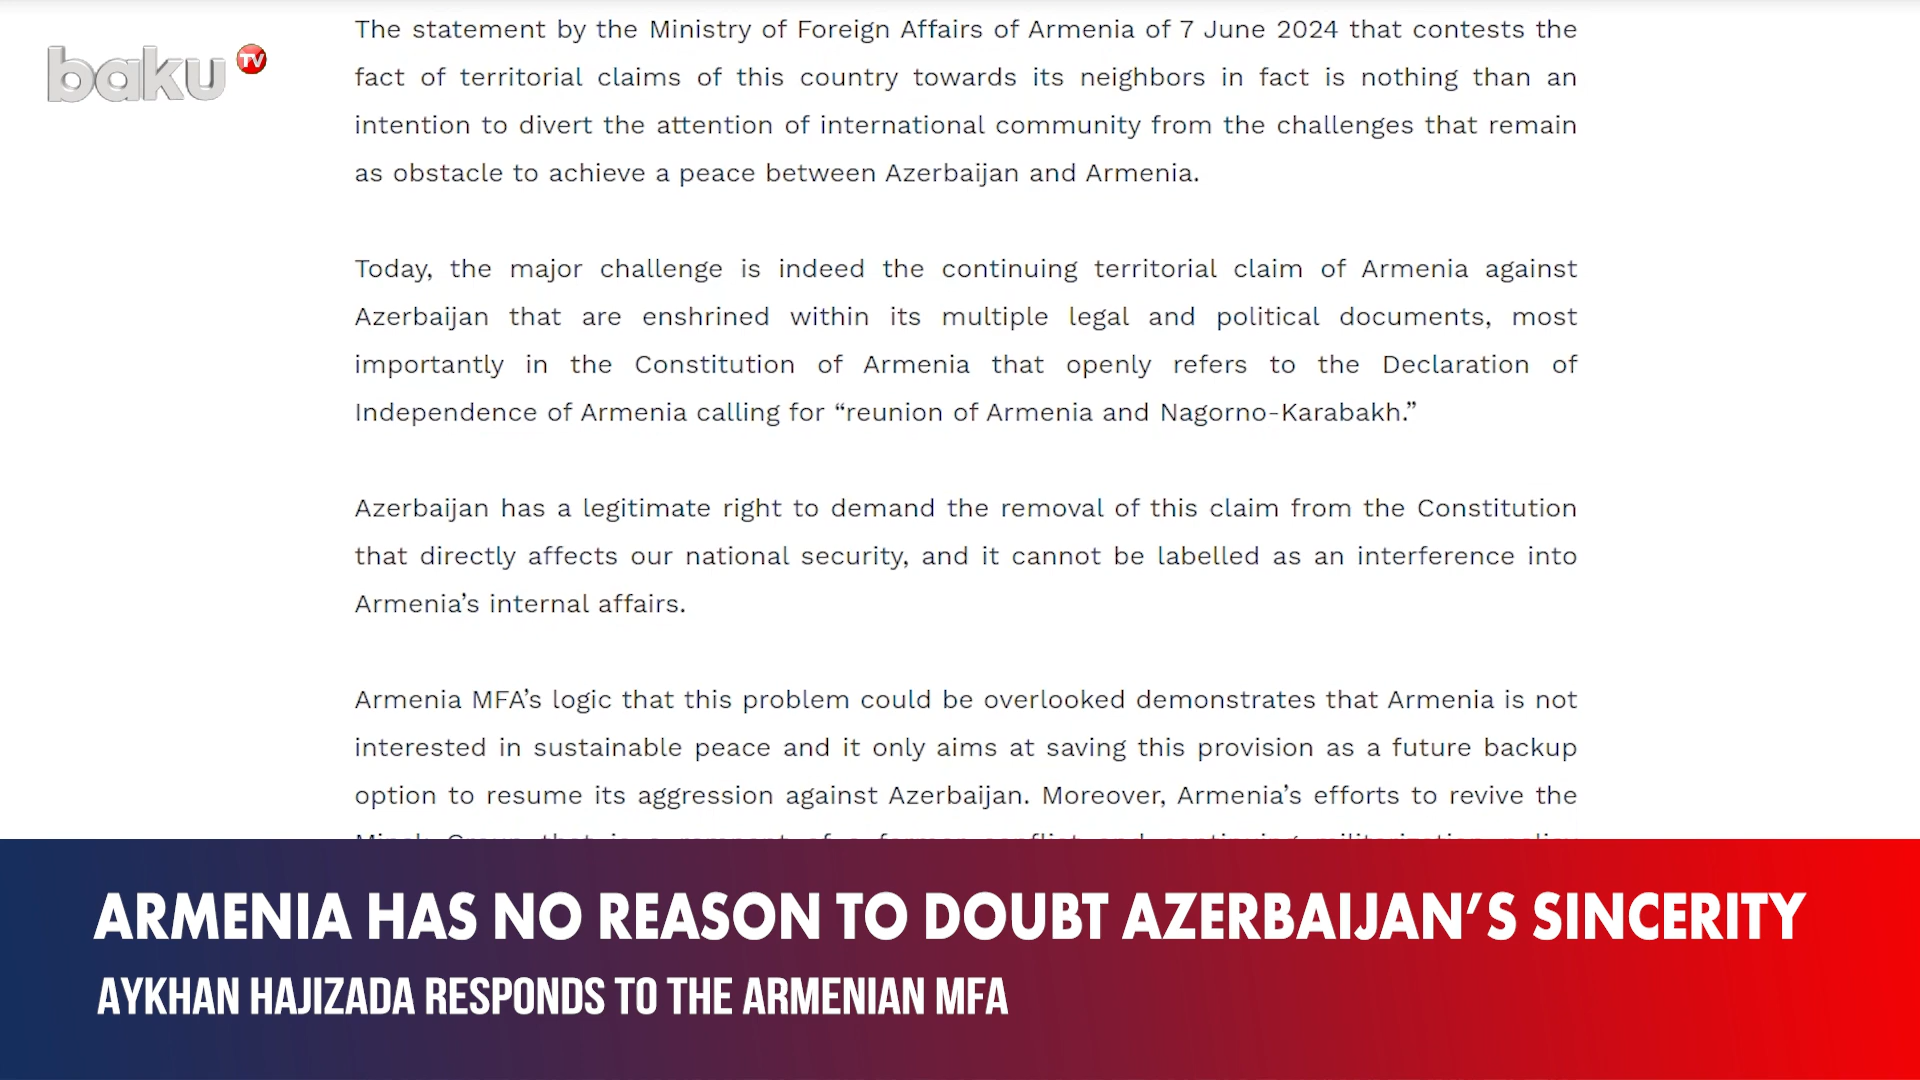 baku TV
The statement by the Ministry of Foreign Affairs of Armenia of 7 June 2024 that contests the
fact of territorial claims of this country towards its neighbors in fact is nothing than an
intention to divert the attention of international community from the challenges that remain
as obstacle to achieve a peace between Azerbaijan and Armenia.
Today, the major challenge is indeed the continuing territorial claim of Armenia against
Azerbaijan that are enshrined within its multiple legal and political documents, most
importantly in the Constitution of Armenia that openly refers to the Declaration of
Independence of Armenia calling for “reunion of Armenia and Nagorno-Karabakh.”
Azerbaijan has a legitimate right to demand the removal of this claim from the Constitution
that directly affects our national security, and it cannot be labelled as an interference into
Armenia’s internal affairs.
Armenia MFA’s logic that this problem could be overlooked demonstrates that Armenia is not
interested in sustainable peace and it only aims at saving this provision as a future backup
option to resume its aggression against Azerbaijan. Moreover, Armenia’s efforts to revive the
ARMENIA HAS NO REASON TO DOUBT AZERBAIJAN’S SINCERITY
AYKHAN HAJIZADA RESPONDS TO THE ARMENIAN MFA